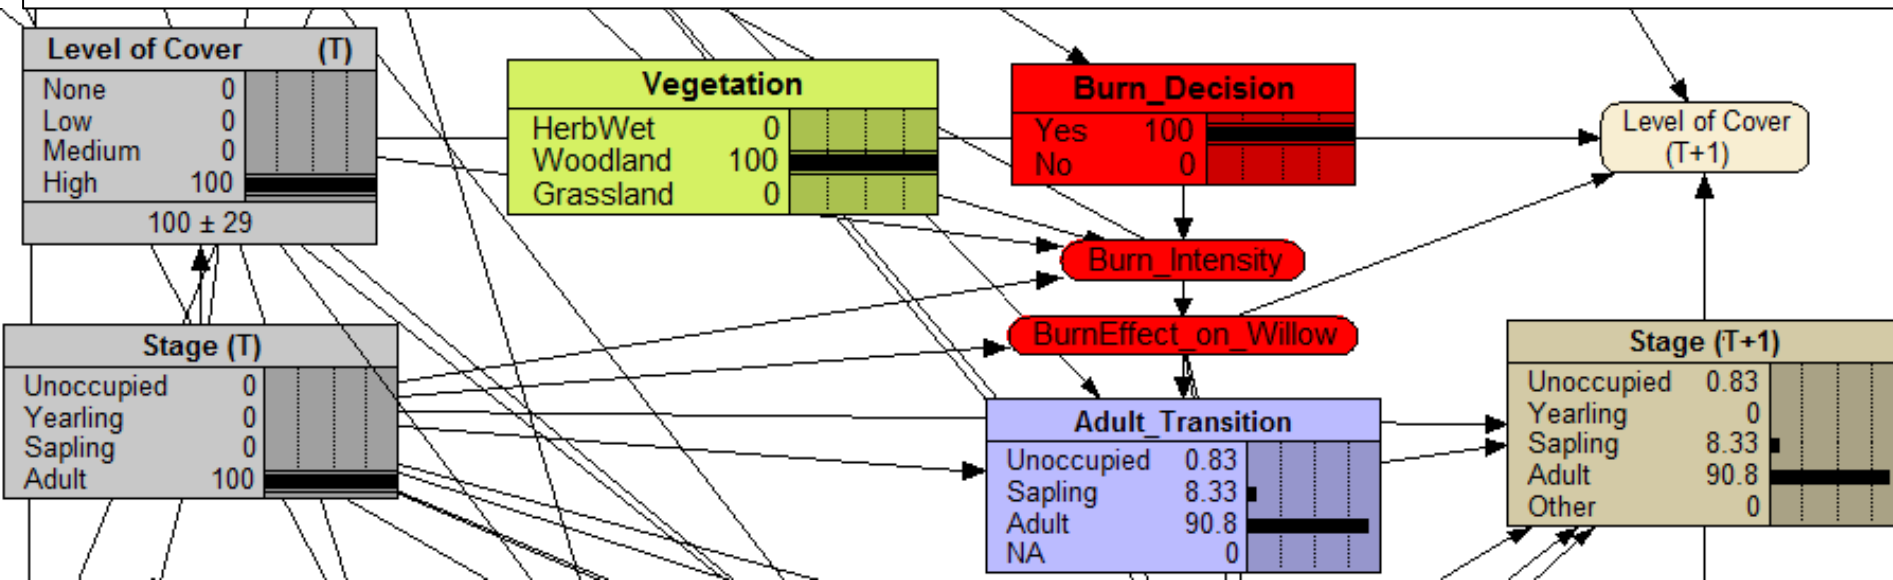 Level of Cover (T)
None 0
Low 0
Medium 0
High 100
100 ± 29
Vegetation
HerbWet 0
Woodland 100
Grassland 0
Burn_Decision
Yes 100
No 0
Level of Cover
(T+1)
Burn_Intensity
BurnEffect_on_Willow
Stage (T)
Unoccupied 0
Yearling 0
Sapling 0
Adult 100
Adult_Transition
Unoccupied 0.83
Sapling 8.33
Adult 90.8
NA 0
Stage (T+1)
Unoccupied 0.83
Yearling 0
Sapling 8.33
Adult 90.8
Other 0